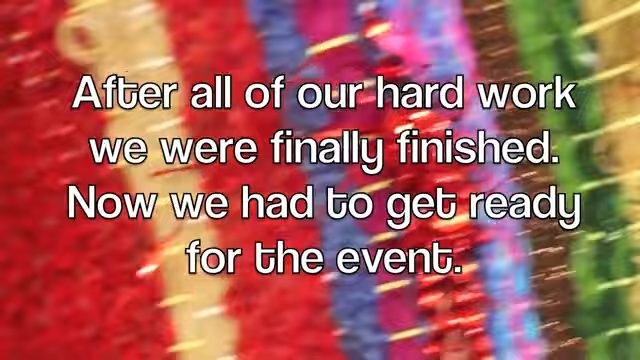 After all of our hard work
we were finally finished.
Now we had to get ready
for the event.